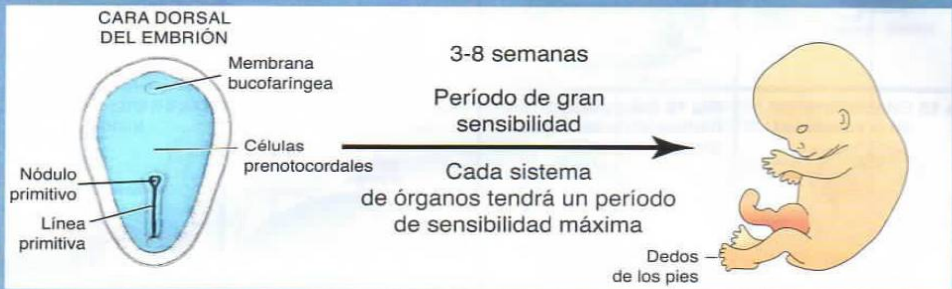 CARA DORSAL
DEL EMBRIÓN
Membrana
bucofaríngea
Células
prenotocordales
Nódulo
primitivo
Línea
primitiva
3-8 semanas
Período de gran
sensibilidad
Cada sistema
de órganos tendrá un período
de sensibilidad máxima
Dedos
de los pies